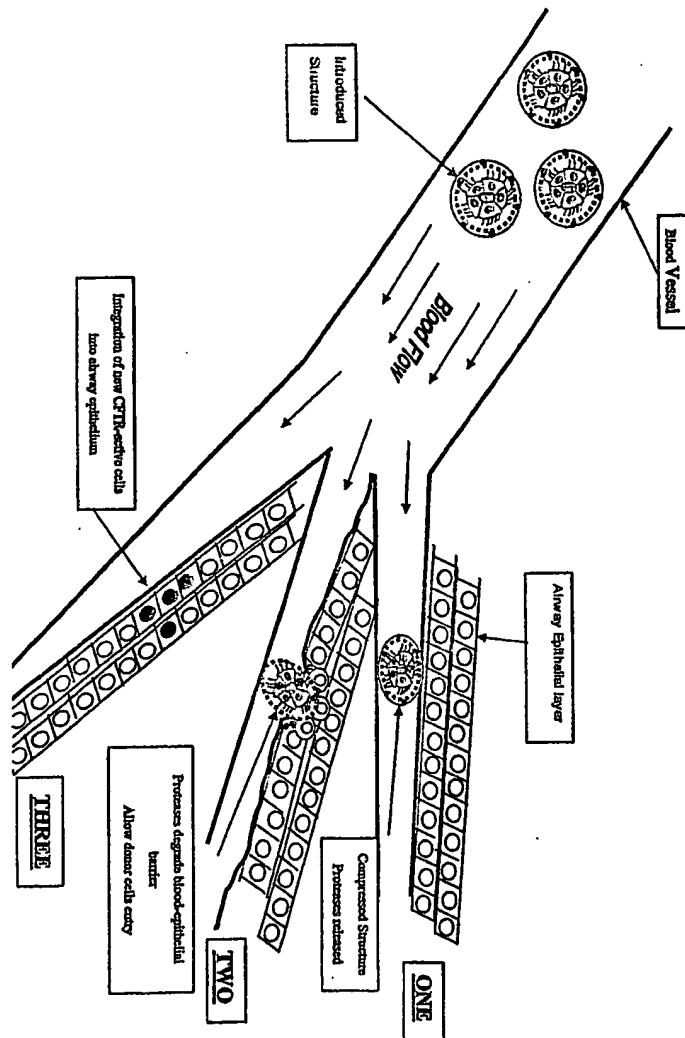 Blood Vessel
Introduced
Structure
Blood Flow
Airway Epithelial layer
ONE
Compressed Structure
Proteases released
TWO
Proteases degrade blood-epithelial
barrier
Allow donor cells entry
THREE
Integration of new CFTR-active cells
into airway epithelium